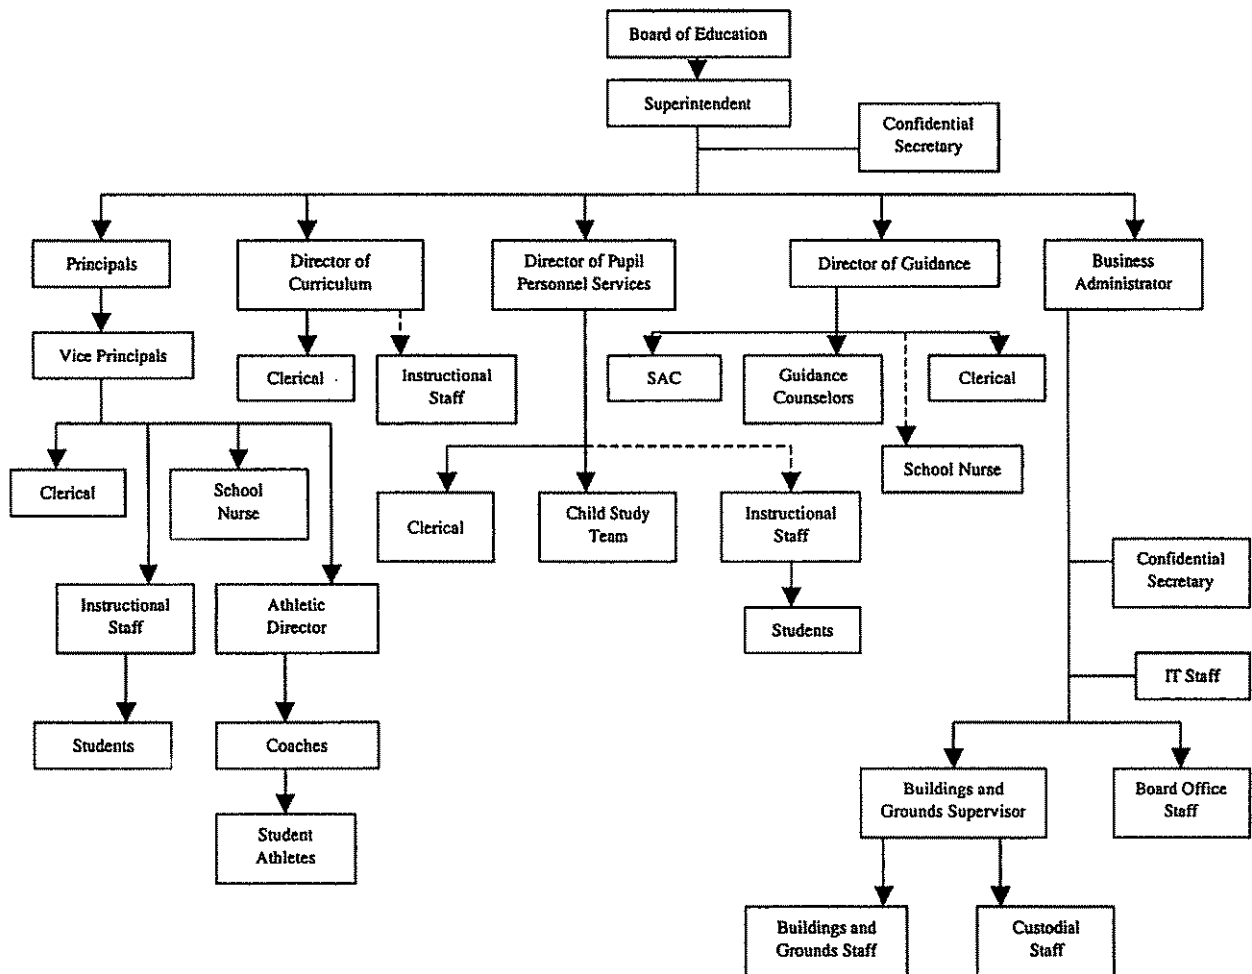 Board of Education
Superintendent
Confidential
Secretary
Principals
Director of
Curriculum
Director of Pupil
Personnel Services
Director of Guidance
Business
Administrator
Vice Principals
Clerical
Instructional
Staff
SAC
Guidance
Counselors
Clerical
School Nurse
Clerical
School
Nurse
Clerical
Child Study
Team
Instructional
Staff
Confidential
Secretary
Instructional
Staff
Athletic
Director
Students
IT Staff
Students
Coaches
Buildings and
Grounds Supervisor
Board Office
Staff
Student
Athletes
Buildings and
Grounds Staff
Custodial
Staff